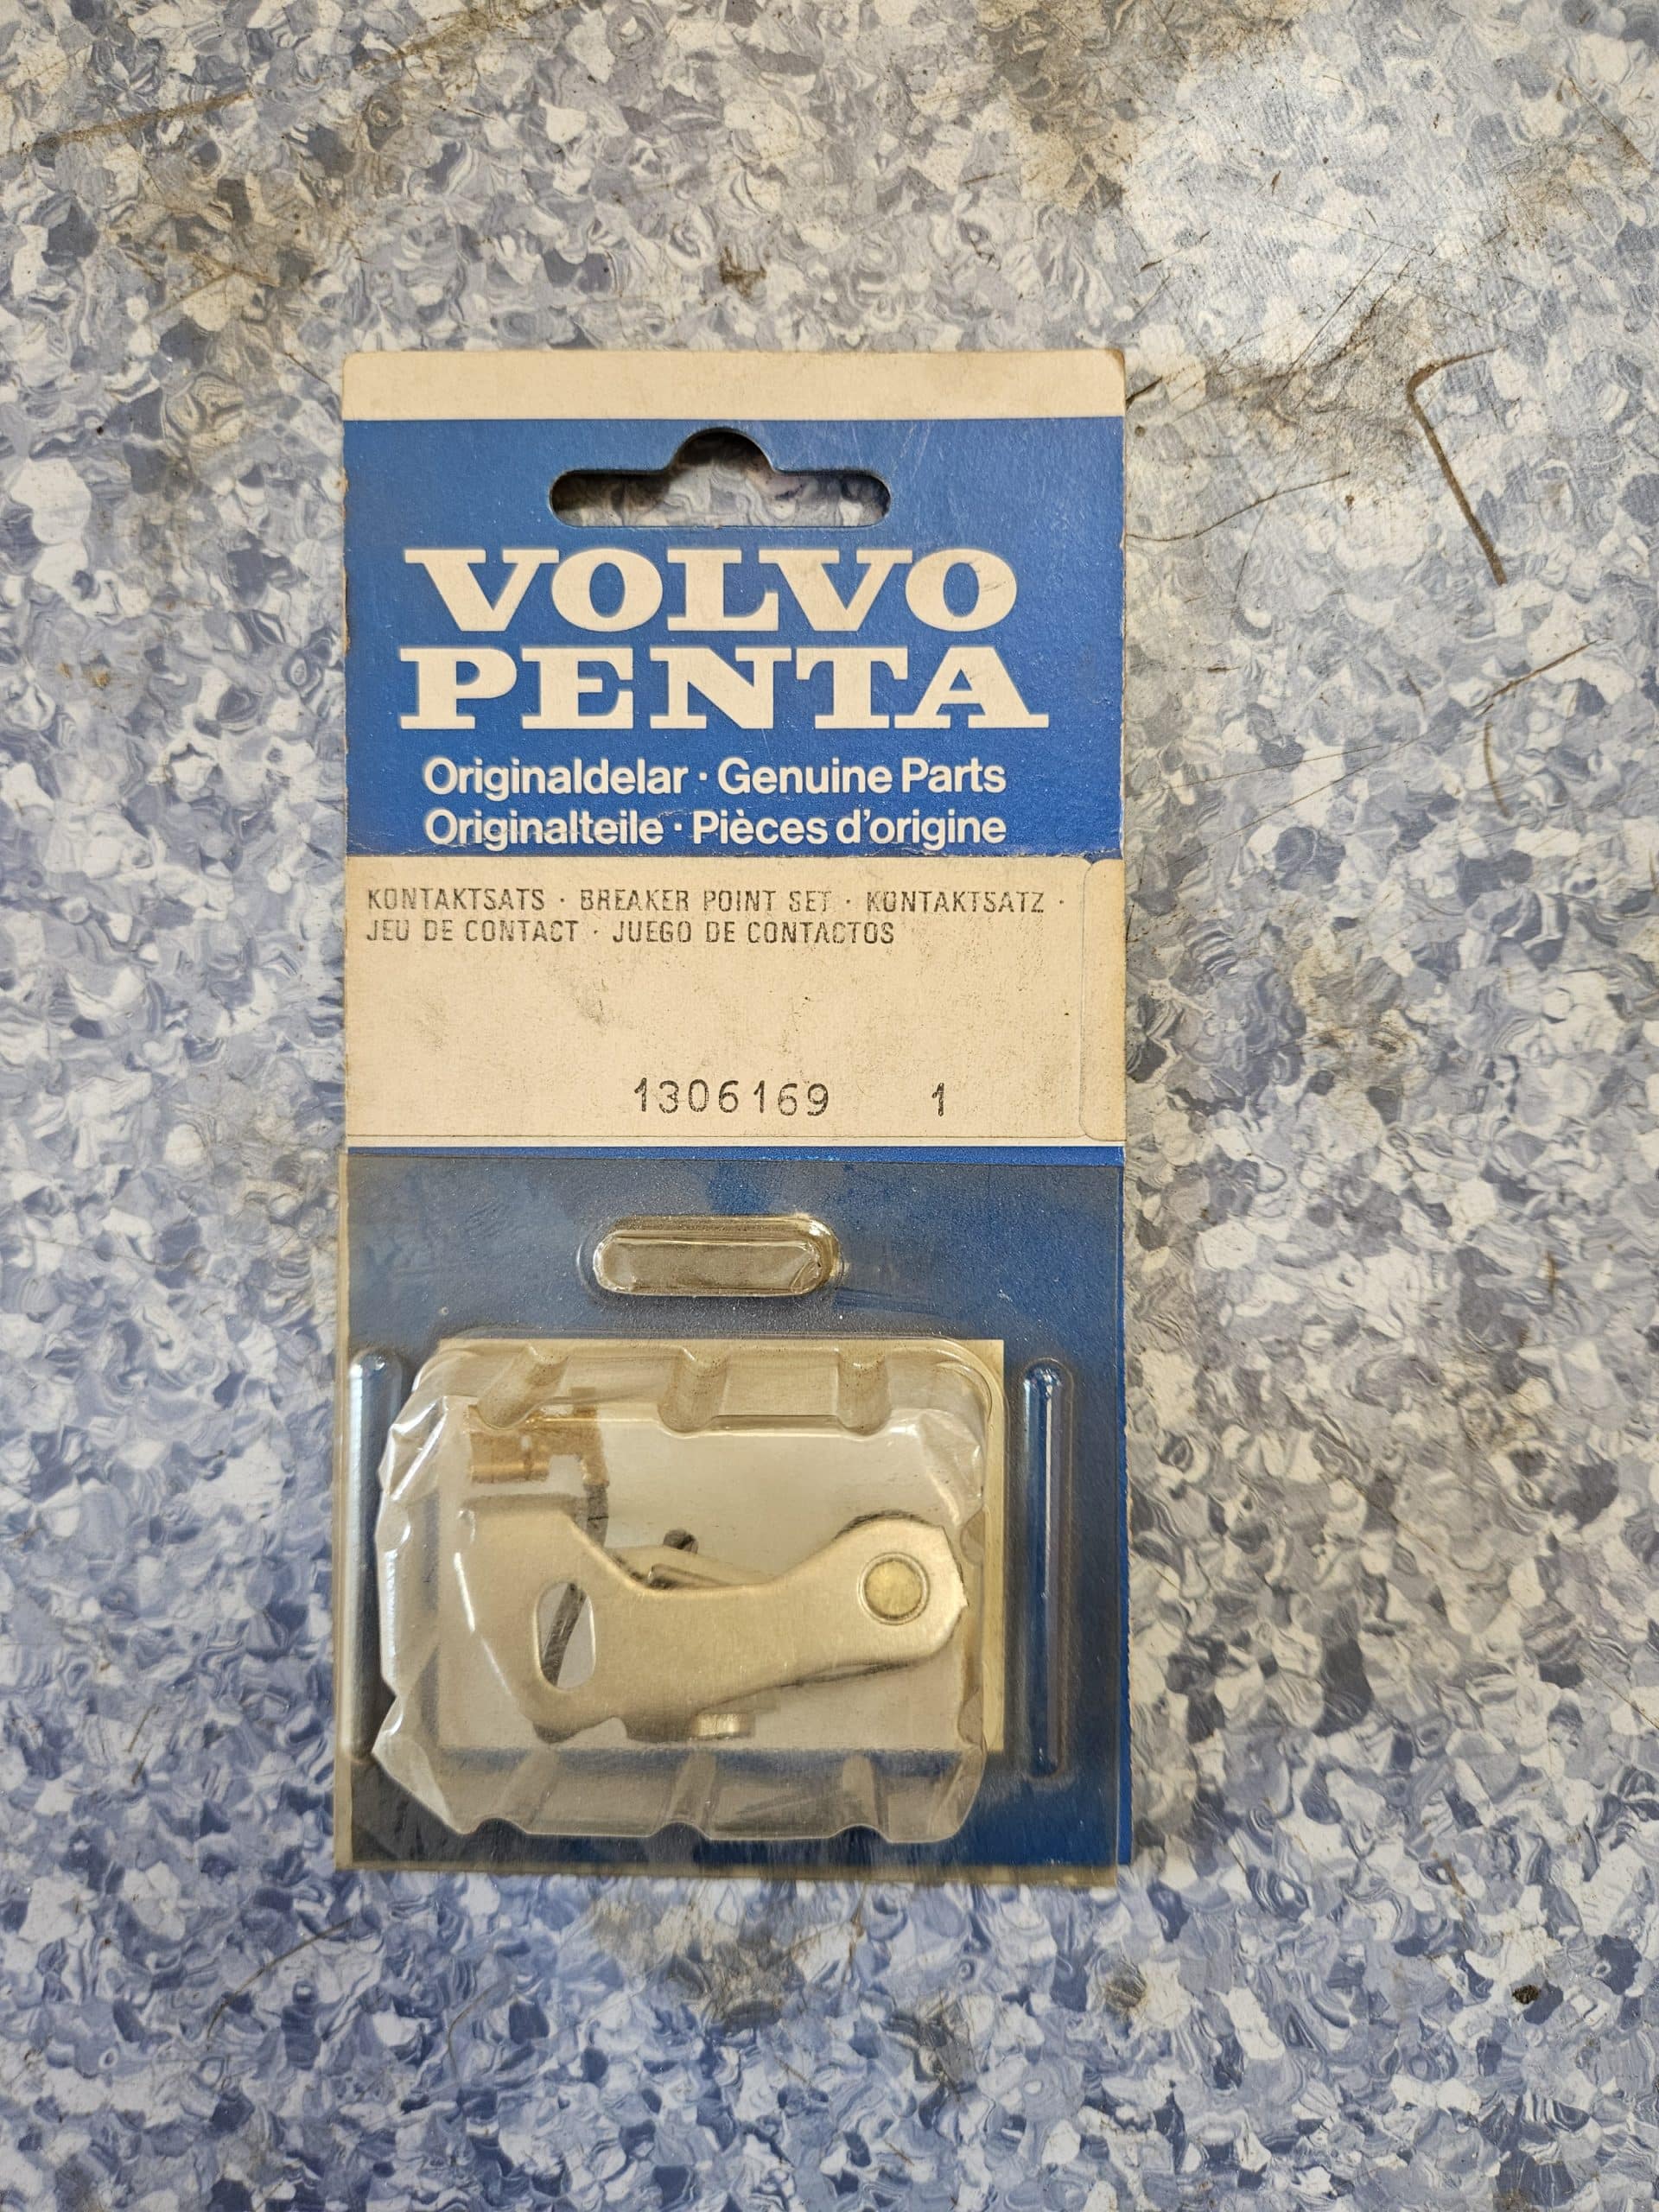 VOLVO
PENTA
Originaldelar · Genuine Parts
Originalteile · Pièces d'origine
KONTAKTSATS · BREAKER POINT SET · KONTAKTSATZ ·
JEU DE CONTACT · JUEGO DE CONTACTOS
1306169 1